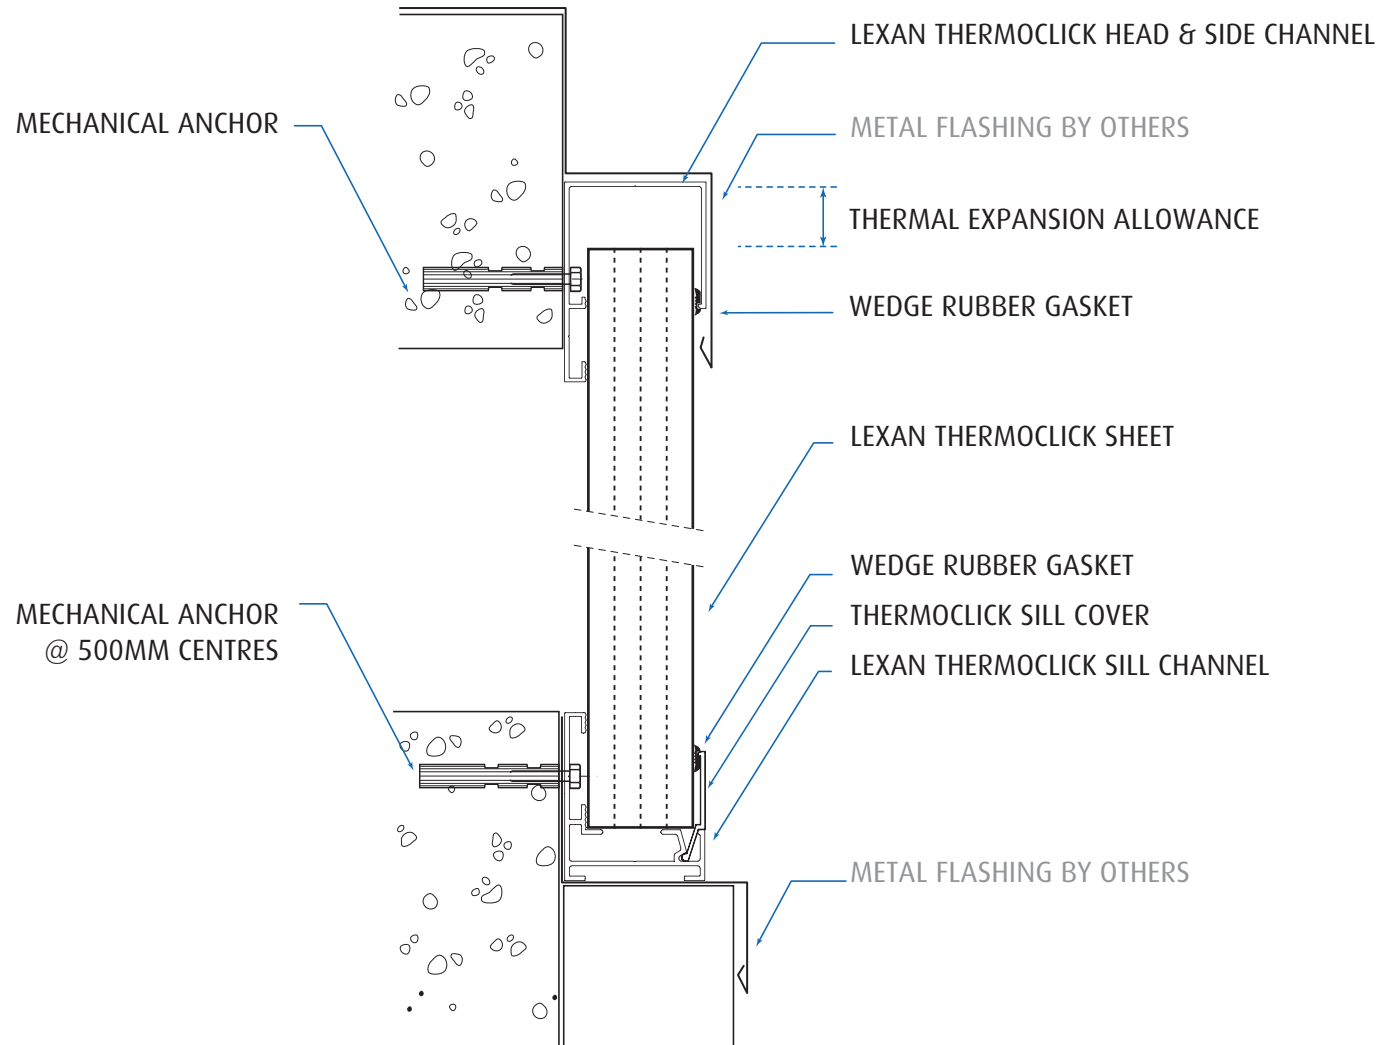 LEXAN THERMOCLICK HEAD & SIDE CHANNEL
MECHANICAL ANCHOR
METAL FLASHING BY OTHERS
THERMAL EXPANSION ALLOWANCE
WEDGE RUBBER GASKET
LEXAN THERMOCLICK SHEET
WEDGE RUBBER GASKET
MECHANICAL ANCHOR
@ 500MM CENTRES
THERMOCLICK SILL COVER
LEXAN THERMOCLICK SILL CHANNEL
METAL FLASHING BY OTHERS